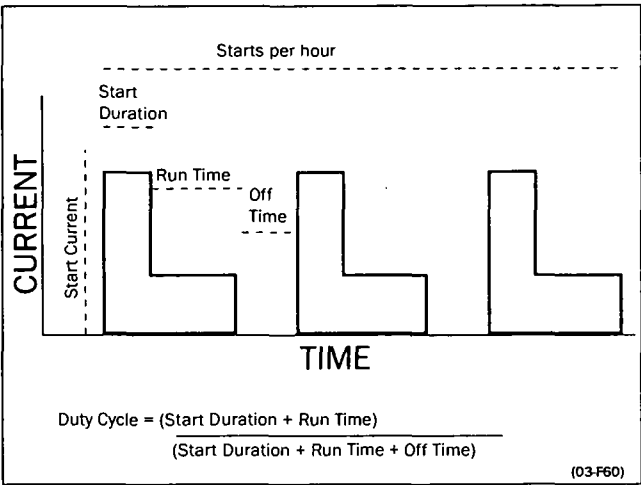 Starts per hour
Start
Duration
Run Time
Off
Time
Start Current
CURRENT
TIME
Duty Cycle = (Start Duration + Run Time)
(Start Duration + Run Time + Off Time)
(03-F60)